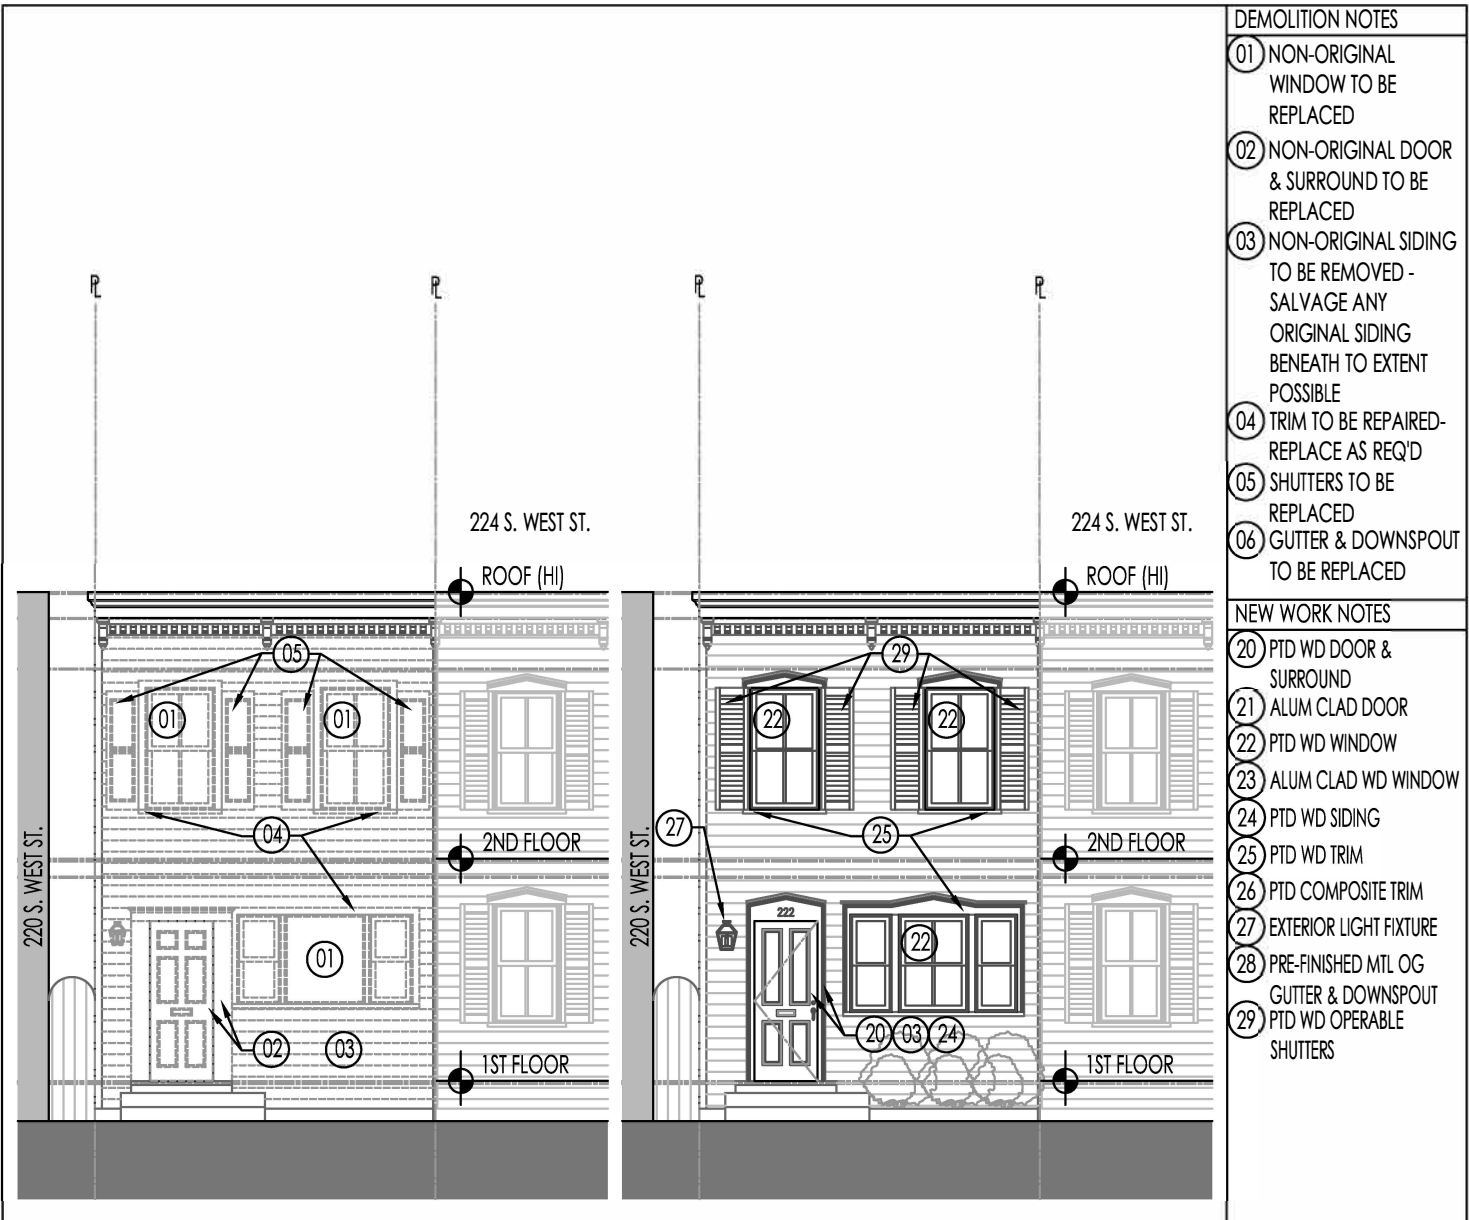 DEMOLITION NOTES
01 NON-ORIGINAL
WINDOW TO BE
REPLACED
02 NON-ORIGINAL DOOR
& SURROUND TO BE
REPLACED
03 NON-ORIGINAL SIDING
TO BE REMOVED -
SALVAGE ANY
ORIGINAL SIDING
BENEATH TO EXTENT
POSSIBLE
04 TRIM TO BE REPAIRED-
REPLACE AS REQ'D
05 SHUTTERS TO BE
REPLACED
06 GUTTER & DOWNSPOUT
TO BE REPLACED
NEW WORK NOTES
20 PTD WD DOOR &
SURROUND
21 ALUM CLAD DOOR
22 PTD WD WINDOW
23 ALUM CLAD WD WINDOW
24 PTD WD SIDING
25 PTD WD TRIM
26 PTD COMPOSITE TRIM
27 EXTERIOR LIGHT FIXTURE
28 PRE-FINISHED MTL OG
GUTTER & DOWNSPOUT
29 PTD WD OPERABLE
SHUTTERS
PL
PL
224 S. WEST ST.
ROOF (HI)
05
01
01
04
2ND FLOOR
220 S. WEST ST.
01
02
03
1ST FLOOR
PL
PL
224 S. WEST ST.
ROOF (HI)
29
22
22
27
25
2ND FLOOR
220 S. WEST ST.
222
22
20 03 24
1ST FLOOR